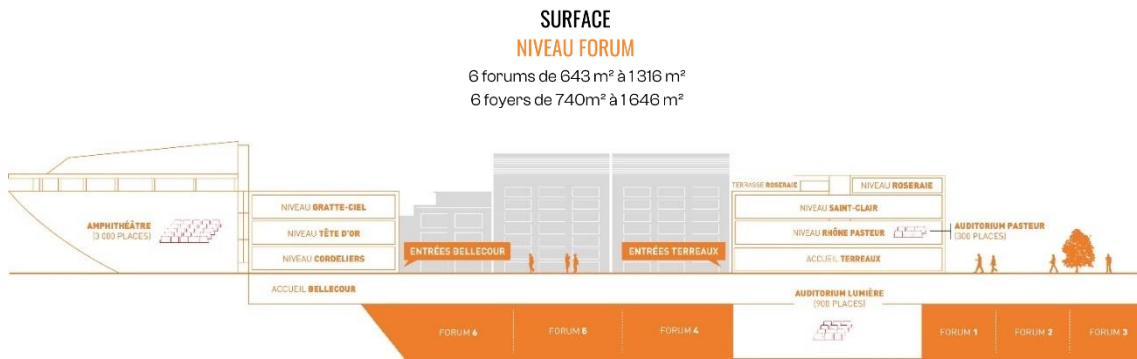 SURFACE
NIVEAU FORUM
6 forums de 643 m² à 1 316 m²
6 foyers de 740m² à 1 646 m²
TERRASSE ROSERAIE
NIVEAU ROSERAIE
NIVEAU GRATTE-CIEL
NIVEAU SAINT-CLAIR
AMPHITHÉÂTRE
(3 000 PLACES)
NIVEAU TÊTE D'OR
NIVEAU RHÔNE PASTEUR
AUDITORIUM PASTEUR
(300 PLACES)
ENTRÉES BELLECOUR
ENTRÉES TERREAUX
NIVEAU CORDELIERS
ACCUEIL TERREAUX
ACCUEIL BELLECOUR
AUDITORIUM LUMIÈRE
(900 PLACES)
FORUM 6
FORUM 5
FORUM 4
FORUM 1
FORUM 2
FORUM 3